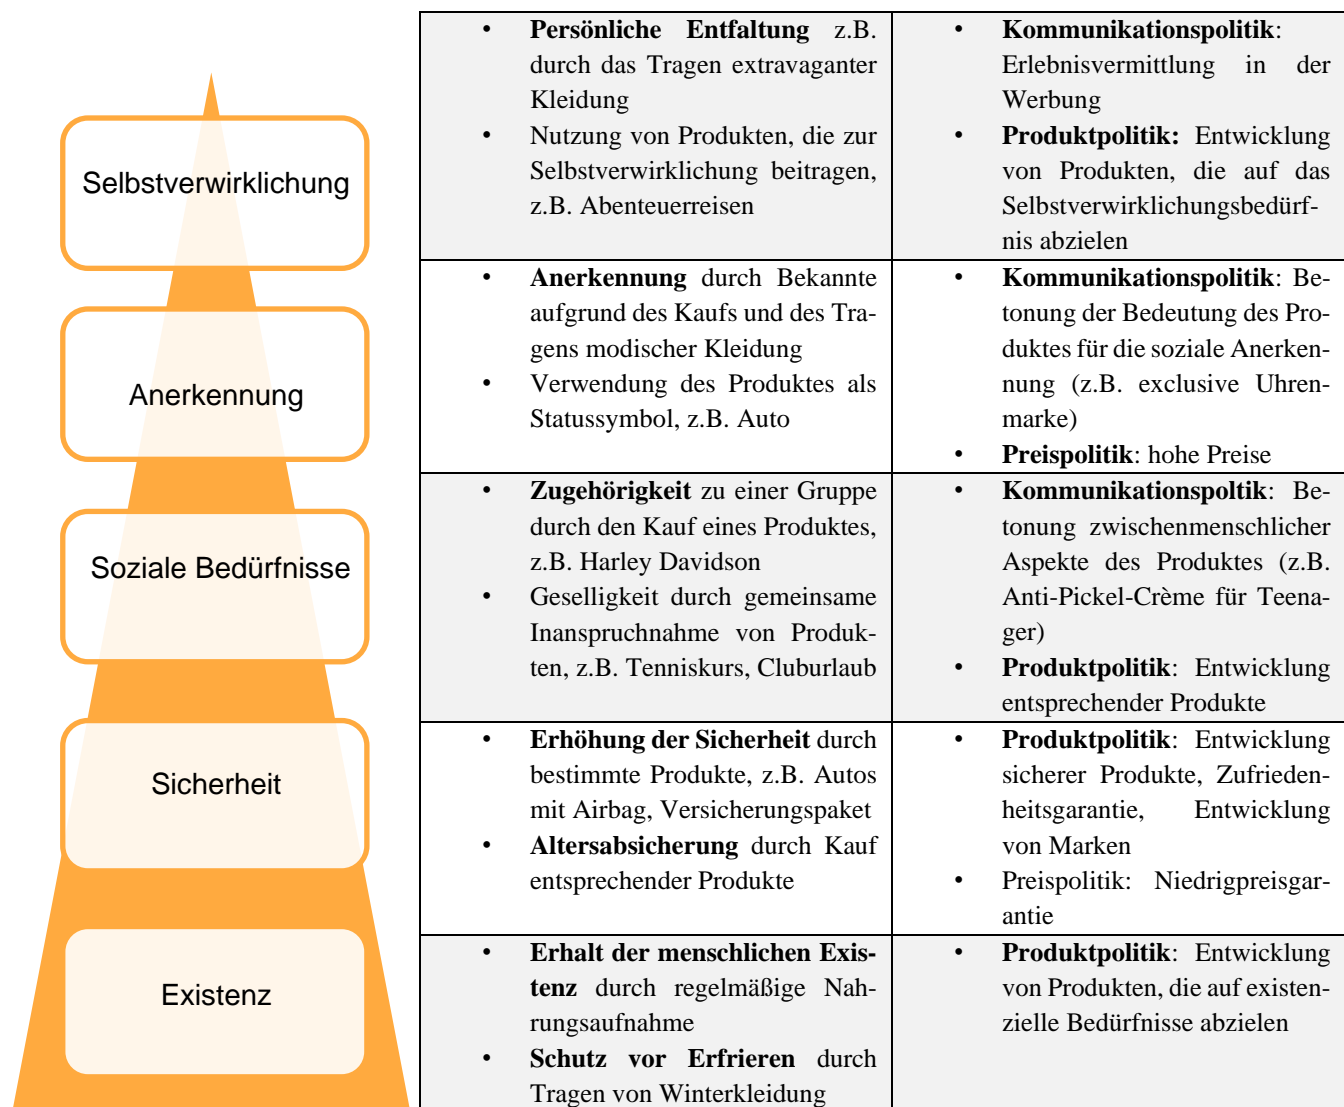 Selbstverwirklichung
• Persönliche Entfaltung z.B.
durch das Tragen extravaganter
Kleidung
• Nutzung von Produkten, die zur
Selbstverwirklichung beitragen,
z.B. Abenteuerreisen
• Kommunikationspolitik:
Erlebnisvermittlung in der
Werbung
• Produktpolitik: Entwicklung
von Produkten, die auf das
Selbstverwirklichungsbedürf-
nis abzielen
Anerkennung
• Anerkennung durch Bekannte
aufgrund des Kaufs und des Tra-
gens modischer Kleidung
• Verwendung des Produktes als
Statussymbol, z.B. Auto
• Kommunikationspolitik: Be-
tonung der Bedeutung des Pro-
duktes für die soziale Anerken-
nung (z.B. exclusive Uhren-
marke)
• Preispolitik: hohe Preise
Soziale Bedürfnisse
• Zugehörigkeit zu einer Gruppe
durch den Kauf eines Produktes,
z.B. Harley Davidson
• Geselligkeit durch gemeinsame
Inanspruchnahme von Produk-
ten, z.B. Tenniskurs, Cluburlaub
• Kommunikationspoltik: Be-
tonung zwischenmenschlicher
Aspekte des Produktes (z.B.
Anti-Pickel-Crème für Teena-
ger)
• Produktpolitik: Entwicklung
entsprechender Produkte
Sicherheit
• Erhöhung der Sicherheit durch
bestimmte Produkte, z.B. Autos
mit Airbag, Versicherungspaket
• Altersabsicherung durch Kauf
entsprechender Produkte
• Produktpolitik: Entwicklung
sicherer Produkte, Zufrieden-
heitsgarantie, Entwicklung
von Marken
• Preispolitik: Niedrigpreisgar-
antie
Existenz
• Erhalt der menschlichen Exis-
tenz durch regelmäßige Nah-
rungsaufnahme
• Schutz vor Erfrieren durch
Tragen von Winterkleidung
• Produktpolitik: Entwicklung
von Produkten, die auf existen-
zielle Bedürfnisse abzielen